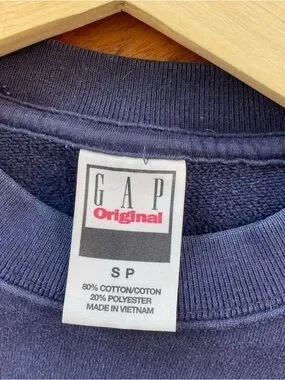 GAP
Original
S P
80% COTTON/COTON
20% POLYESTER
MADE IN VIETNAM